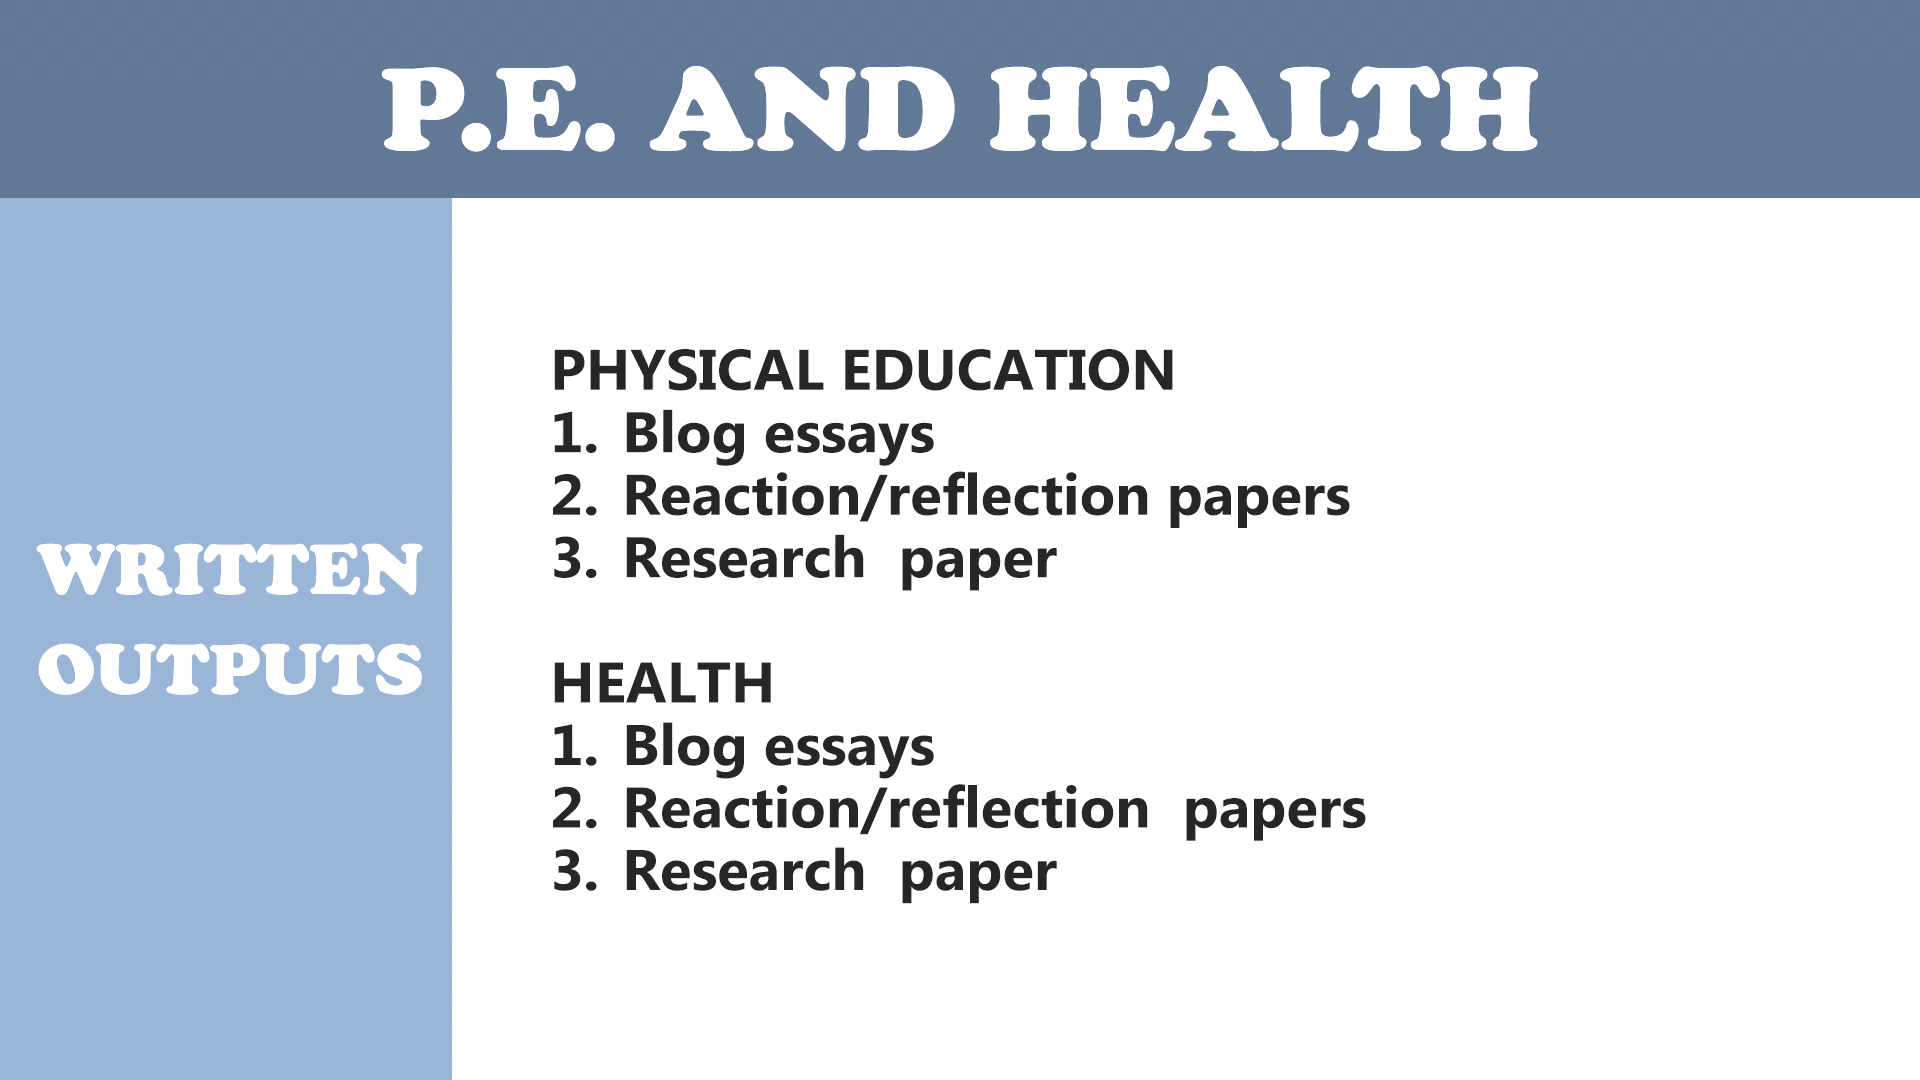 P.E. AND HEALTH
WRITTEN
OUTPUTS
PHYSICAL EDUCATION
1. Blog essays
2. Reaction/reflection papers
3. Research  paper
HEALTH
1. Blog essays
2. Reaction/reflection  papers
3. Research  paper